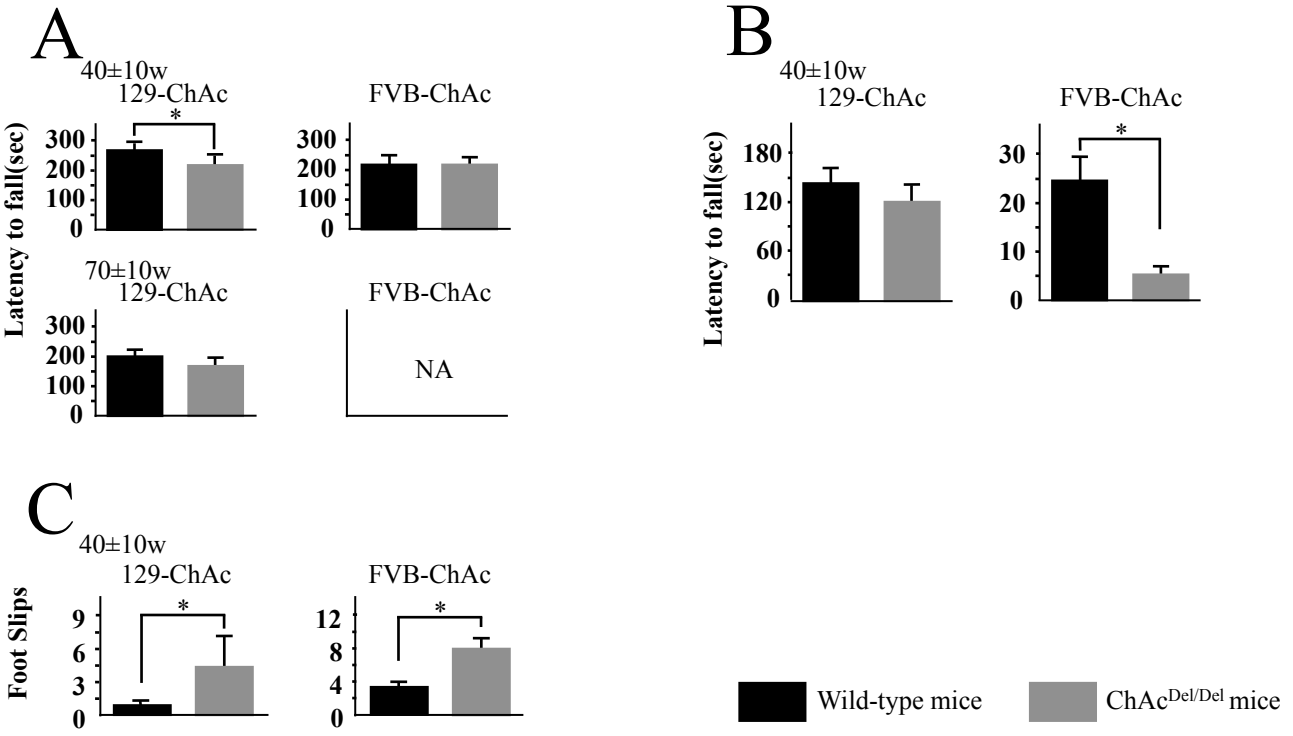 A
40±10w
129-ChAc
FVB-ChAc
Latency to fall(sec)
300
200
100
0
*
300
200
100
0
70±10w
129-ChAc
FVB-ChAc
300
200
100
0
NA
B
40±10w
129-ChAc
FVB-ChAc
Latency to fall(sec)
180
120
60
0
30
20
10
0
*
C
40±10w
129-ChAc
FVB-ChAc
Foot Slips
9
6
3
0
*
12
8
4
0
*
Wild-type mice
ChAcDel/Del mice